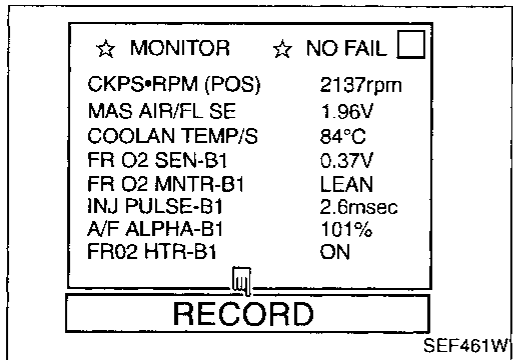 ☆ MONITOR ☆ NO FAIL
CKPS•RPM (POS) 2137rpm
MAS AIR/FL SE 1.96V
COOLAN TEMP/S 84°C
FR O2 SEN-B1 0.37V
FR O2 MNTR-B1 LEAN
INJ PULSE-B1 2.6msec
A/F ALPHA-B1 101%
FR02 HTR-B1 ON
RECORD
SEF461W